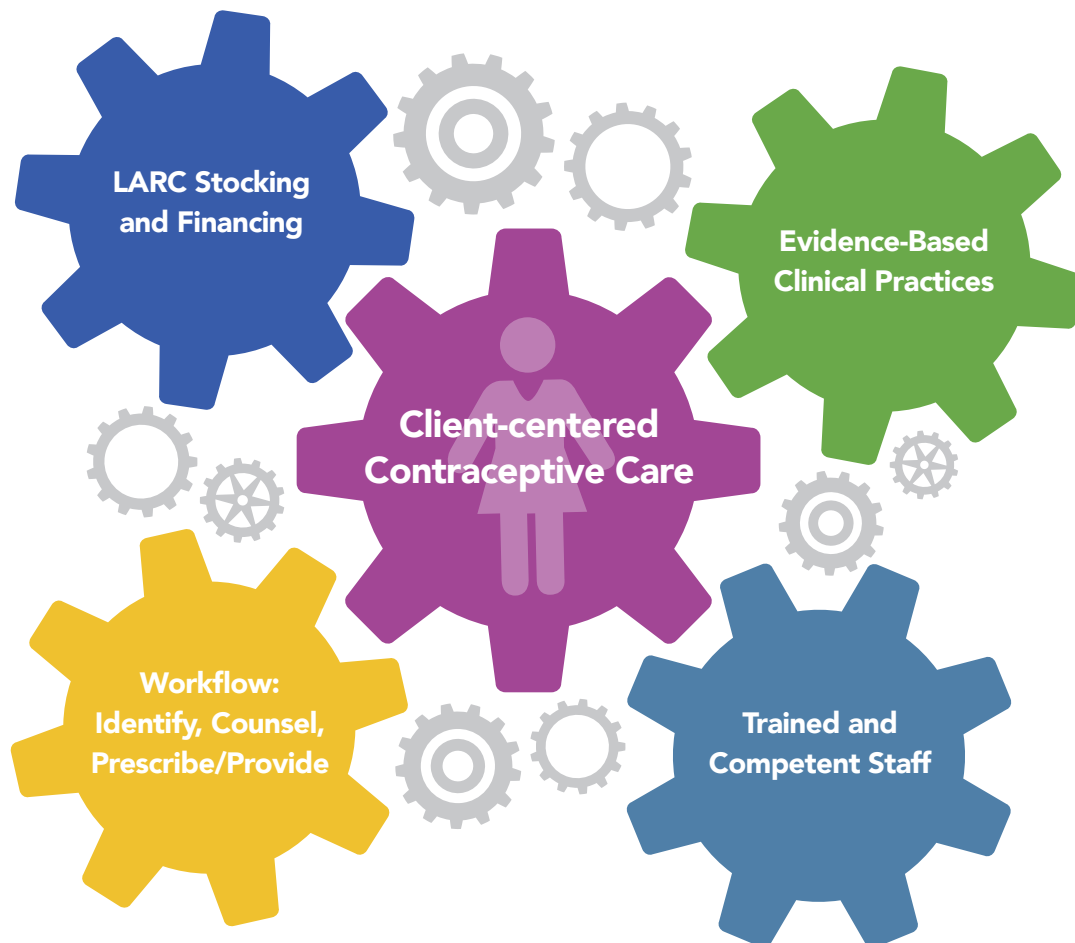 LARC Stocking
and Financing
Evidence-Based
Clinical Practices
Client-centered
Contraceptive Care
Workflow:
Identify, Counsel,
Prescribe/Provide
Trained and
Competent Staff